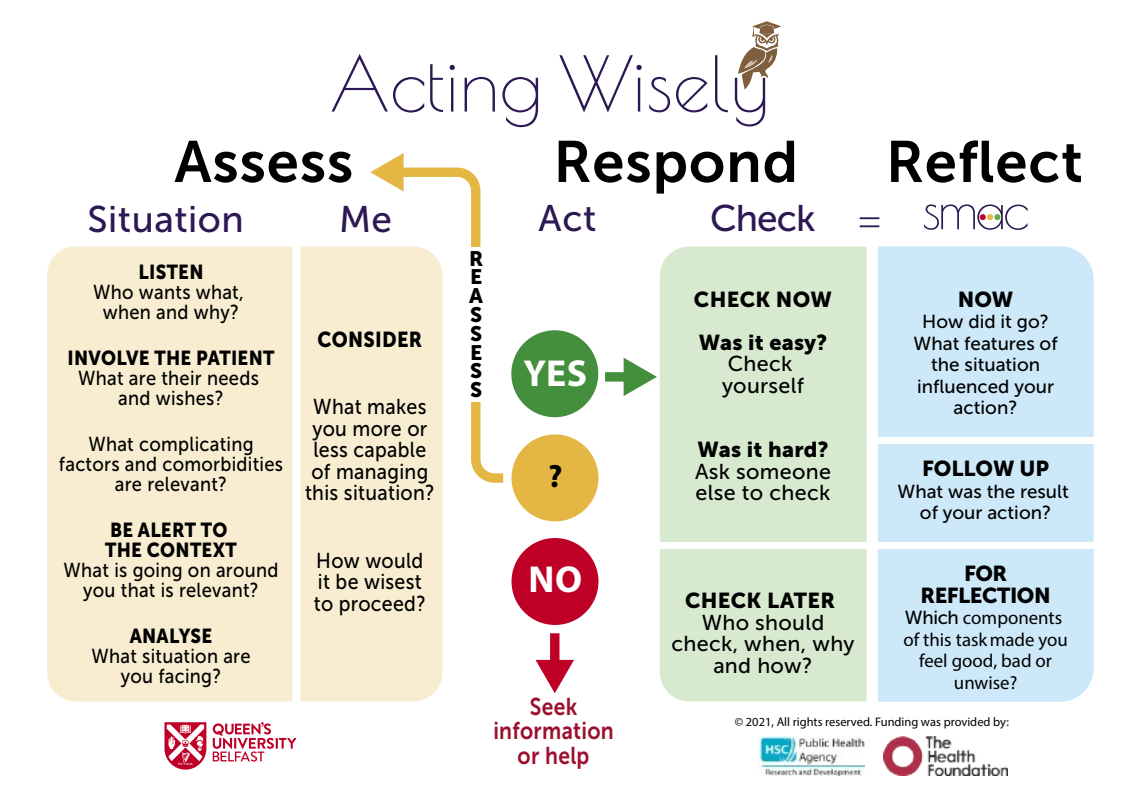 Acting Wisely
Assess
Respond
Reflect
Situation
Me
Act
Check
=
smac
LISTEN
Who wants what,
when and why?
INVOLVE THE PATIENT
What are their needs
and wishes?
What complicating
factors and comorbidities
are relevant?
BE ALERT TO
THE CONTEXT
What is going on around
you that is relevant?
ANALYSE
What situation are
you facing?
CONSIDER
What makes
you more or
less capable
of managing
this situation?
How would
it be wisest
to proceed?
REASSESS
YES
?
NO
Seek
information
or help
CHECK NOW
Was it easy?
Check
yourself
Was it hard?
Ask someone
else to check
CHECK LATER
Who should
check, when, why
and how?
NOW
How did it go?
What features of
the situation
influenced your
action?
FOLLOW UP
What was the result
of your action?
FOR
REFLECTION
Which components
of this task made you
feel good, bad or
unwise?
QUEEN'S
UNIVERSITY
BELFAST
© 2021, All rights reserved. Funding was provided by:
HSC Public Health
Agency
Research and Development
The
Health
Foundation